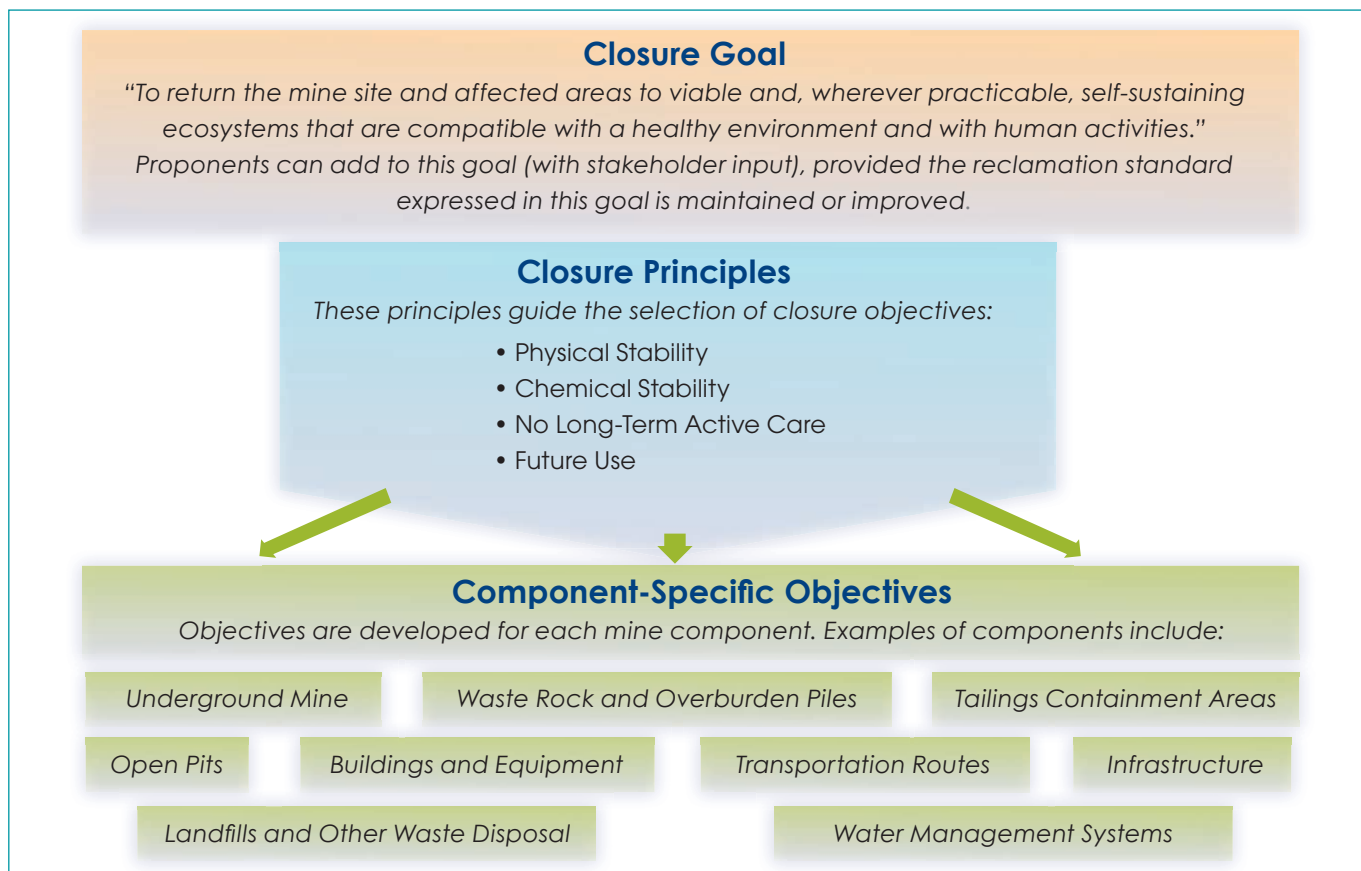 Closure Goal
“To return the mine site and affected areas to viable and, wherever practicable, self-sustaining
ecosystems that are compatible with a healthy environment and with human activities.”
Proponents can add to this goal (with stakeholder input), provided the reclamation standard
expressed in this goal is maintained or improved.
Closure Principles
These principles guide the selection of closure objectives:
• Physical Stability
• Chemical Stability
• No Long-Term Active Care
• Future Use
Component-Specific Objectives
Objectives are developed for each mine component. Examples of components include:
Underground Mine
Waste Rock and Overburden Piles
Tailings Containment Areas
Open Pits
Buildings and Equipment
Transportation Routes
Infrastructure
Landfills and Other Waste Disposal
Water Management Systems